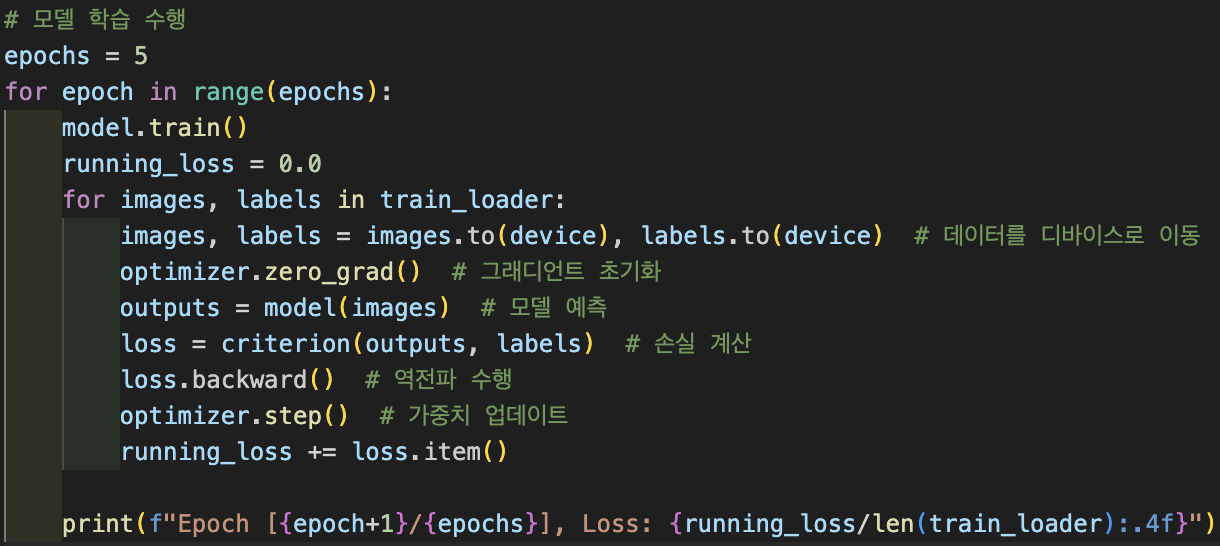 # 모델 학습 수행
epochs = 5
for epoch in range(epochs):
    model.train()
    running_loss = 0.0
    for images, labels in train_loader:
        images, labels = images.to(device), labels.to(device)  # 데이터를 디바이스로 이동
        optimizer.zero_grad()  # 그래디언트 초기화
        outputs = model(images)  # 모델 예측
        loss = criterion(outputs, labels)  # 손실 계산
        loss.backward()  # 역전파 수행
        optimizer.step()  # 가중치 업데이트
        running_loss += loss.item()

    print(f"Epoch [{epoch+1}/{epochs}], Loss: {running_loss/len(train_loader):.4f}")